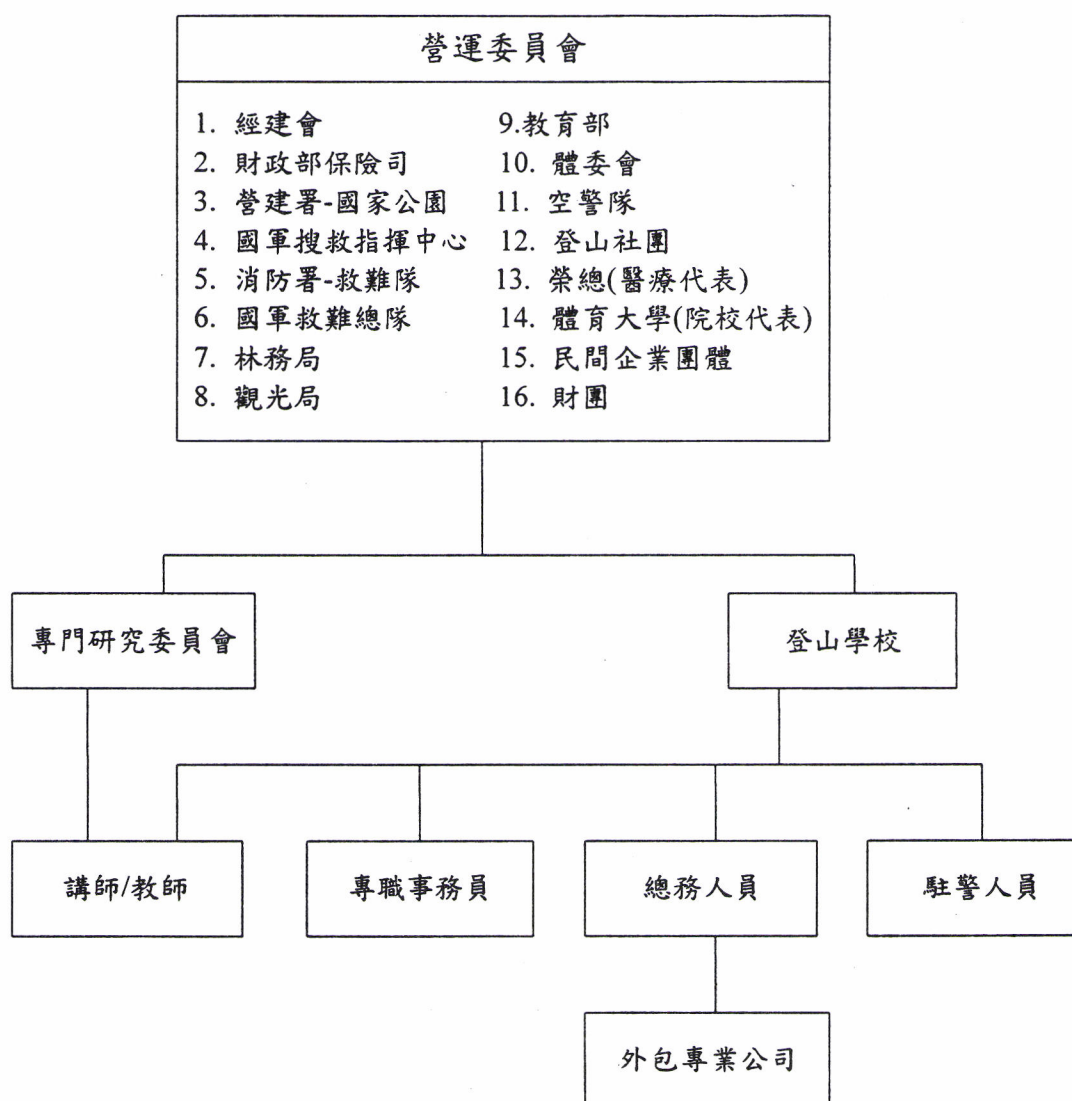 營運委員會
1. 經建會
2. 財政部保險司
3. 營建署-國家公園
4. 國軍搜救指揮中心
5. 消防署-救難隊
6. 國軍救難總隊
7. 林務局
8. 觀光局
9.教育部
10. 體委會
11. 空警隊
12. 登山社團
13. 榮總(醫療代表)
14. 體育大學(院校代表)
15. 民間企業團體
16. 財團
專門研究委員會
登山學校
講師/教師
專職事務員
總務人員
駐警人員
外包專業公司